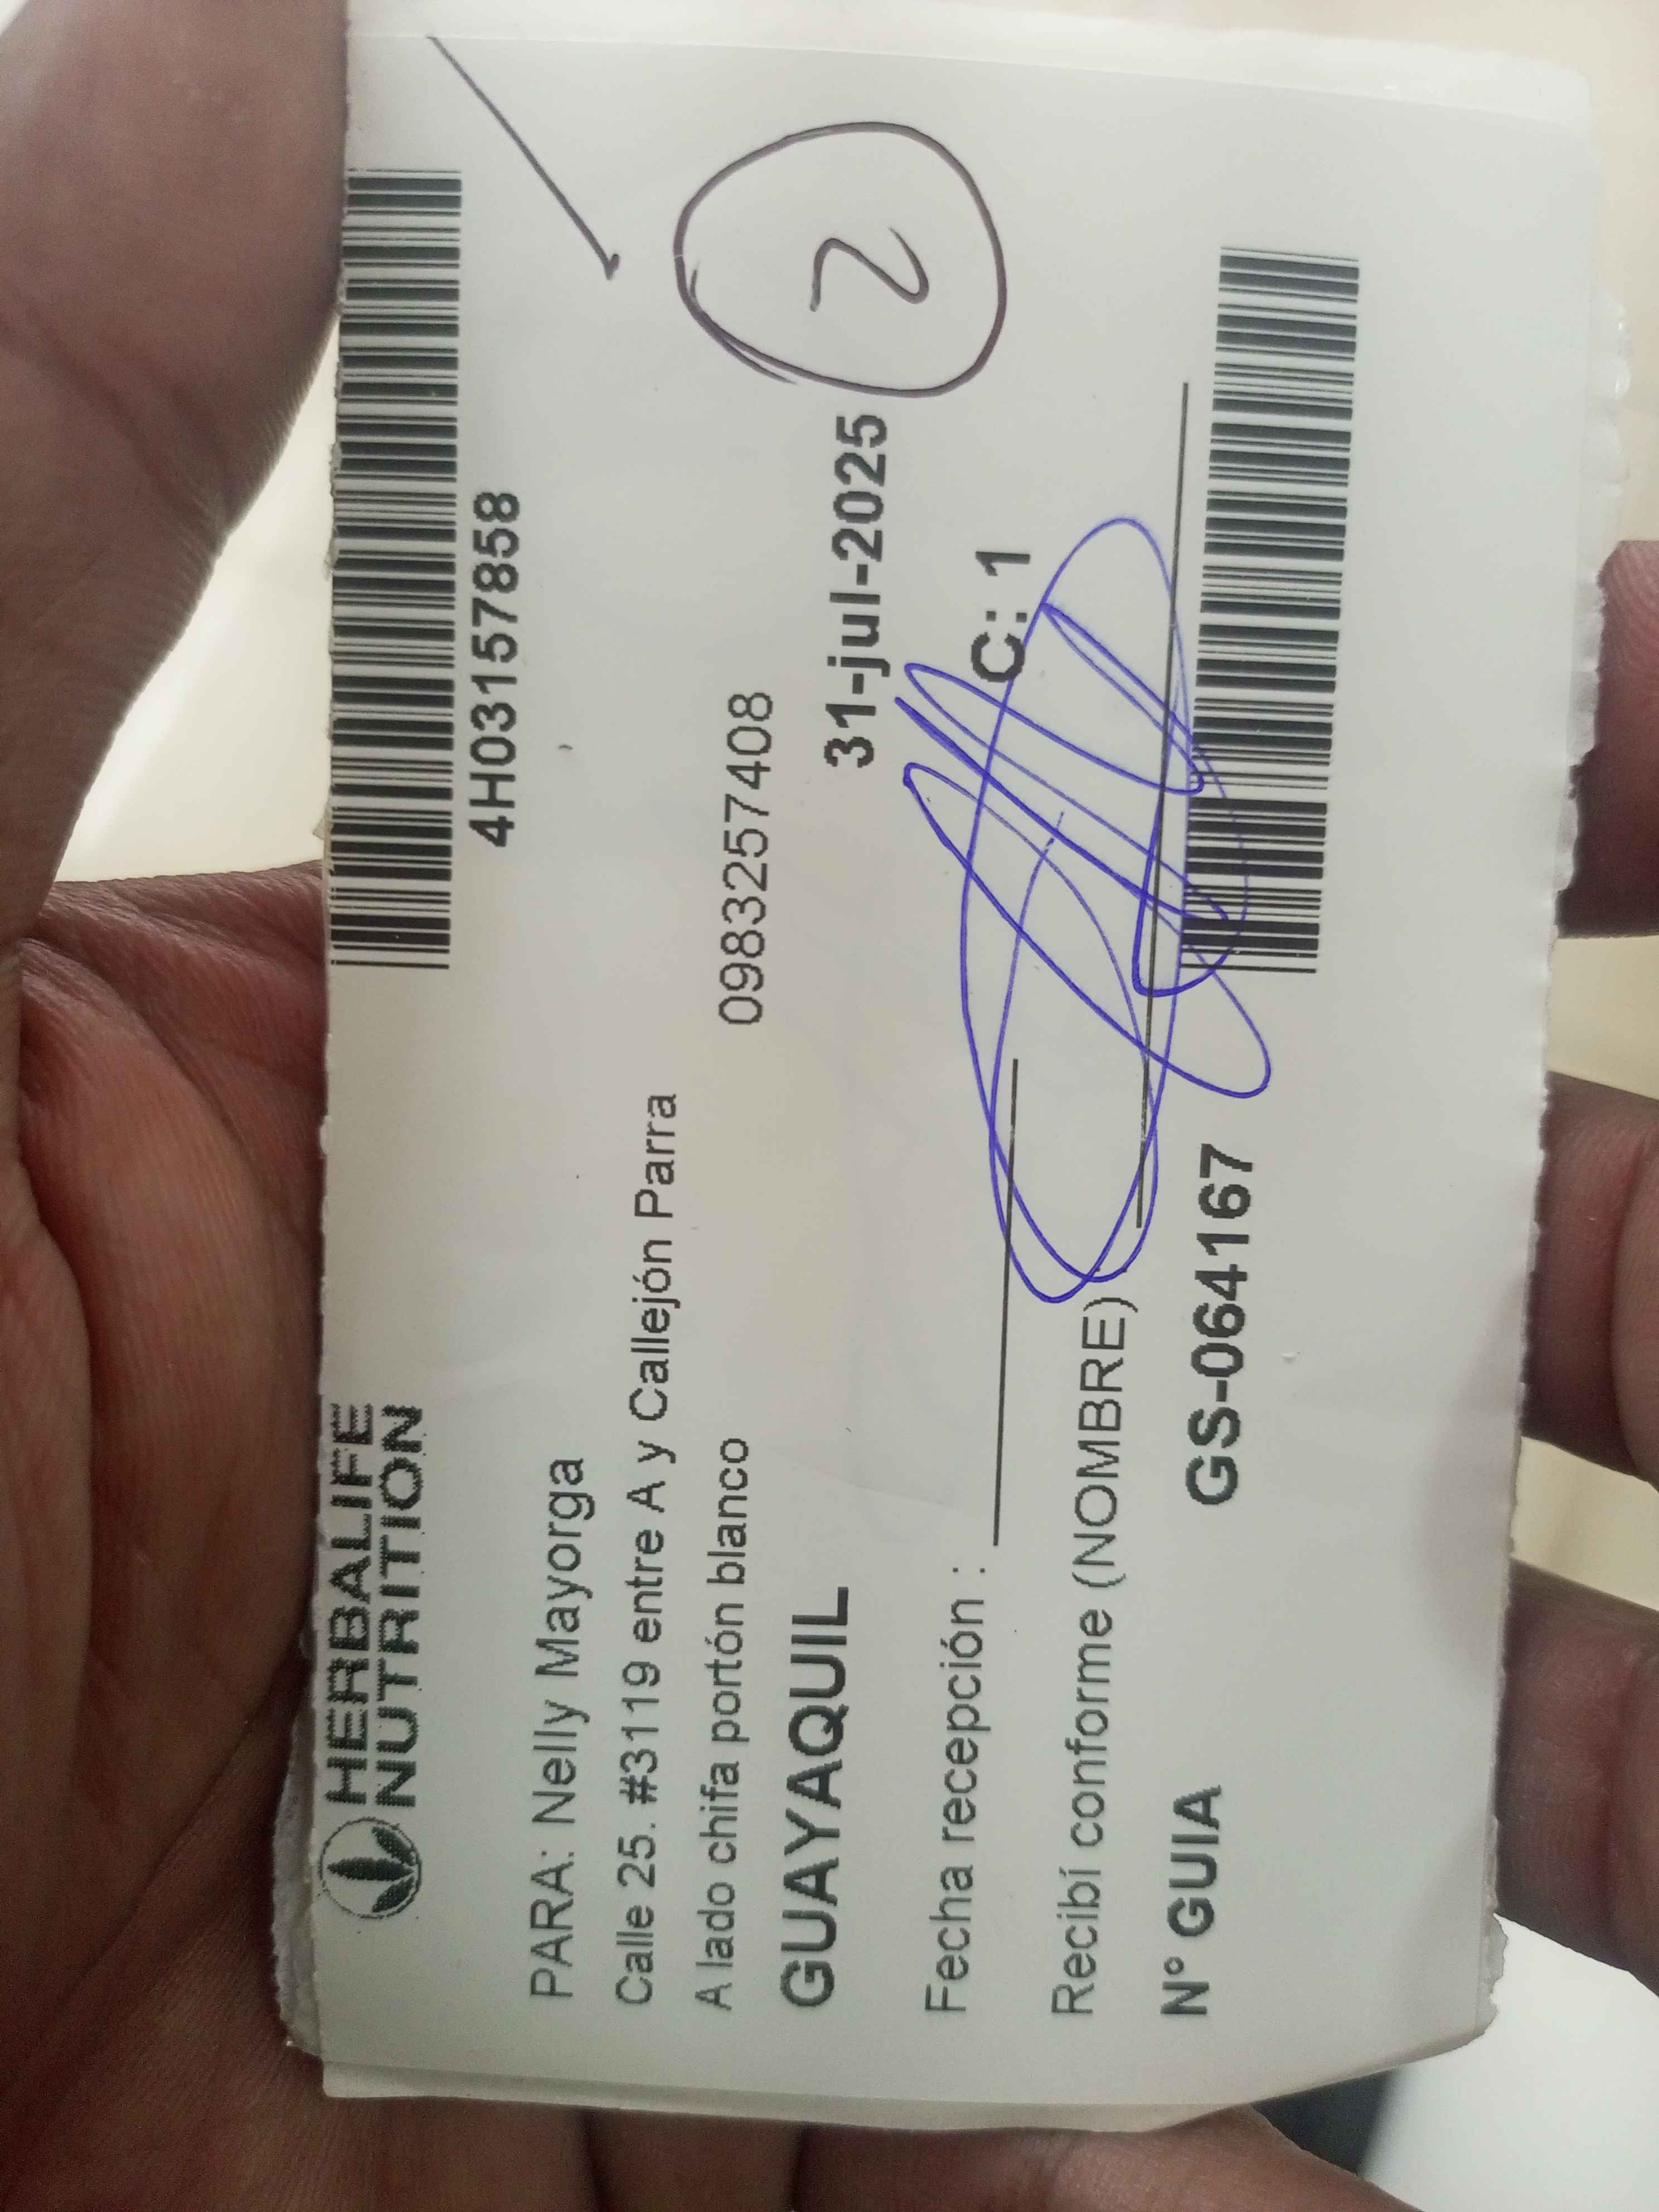 HERBALIFE
NUTRITION
4H03157858
PARA: Nelly Mayorga
Calle 25. #3119 entre A y Callejón Parra
A lado chifa portón blanco
0983257408
GUAYAQUIL
31-jul-2025
2
Fecha recepción :
C: 1
Recibí conforme (NOMBRE)
N° GUIA
GS-064167